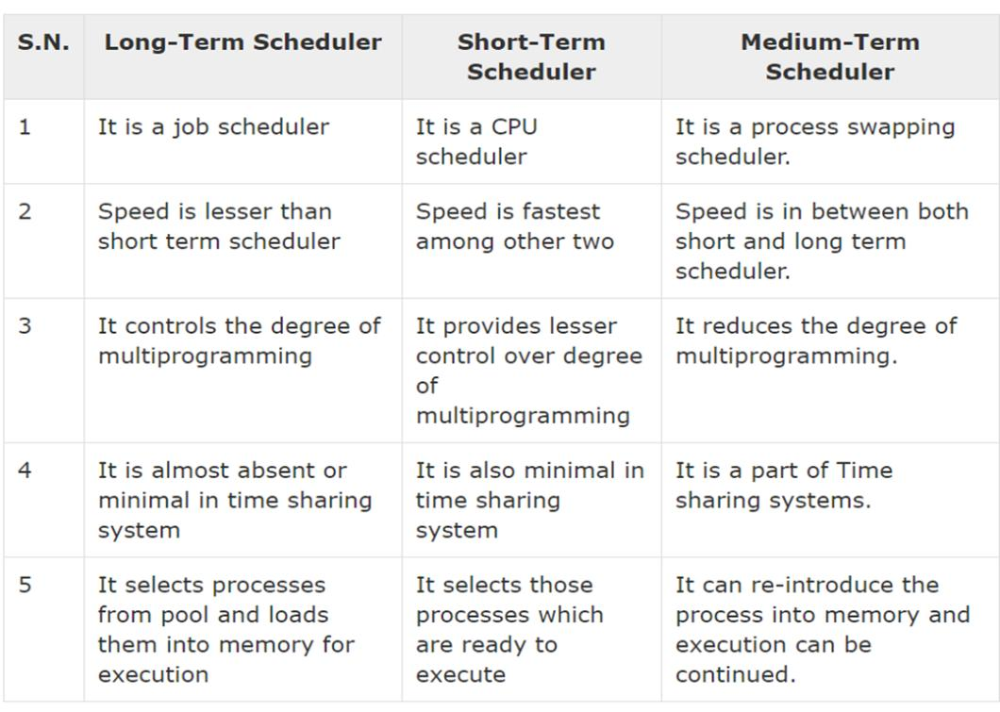 S.N.
Long-Term Scheduler
Short-Term
Scheduler
Medium-Term
Scheduler
1
It is a job scheduler
It is a CPU
scheduler
It is a process swapping
scheduler.
2
Speed is lesser than
short term scheduler
Speed is fastest
among other two
Speed is in between both
short and long term
scheduler.
3
It controls the degree of
multiprogramming
It provides lesser
control over degree
of
multiprogramming
It reduces the degree of
multiprogramming.
4
It is almost absent or
minimal in time sharing
system
It is also minimal in
time sharing
system
It is a part of Time
sharing systems.
5
It selects processes
from pool and loads
them into memory for
execution
It selects those
processes which
are ready to
execute
It can re-introduce the
process into memory and
execution can be
continued.